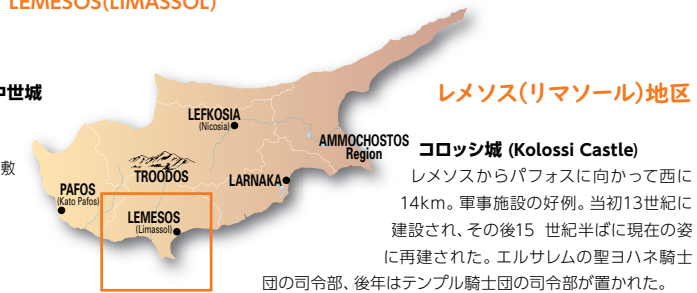 LEMESOS(LIMASSOL)
中世城
敷
LEFKOSIA
(Nicosia)
AMMOCHOSTOS
Region
TROODOS
LARNAKA
PAFOS
(Kato Pafos)
LEMESOS
(Limassol)
レメソス(リマソール)地区
コロッシ城 (Kolossi Castle)
レメソスからパフォスに向かって西に
14km。軍事施設の好例。当初13世紀に
建設され、その後15 世紀半ばに現在の姿
に再建された。エルサレムの聖ヨハネ騎士
団の司令部、後年はテンプル騎士団の司令部が置かれた。